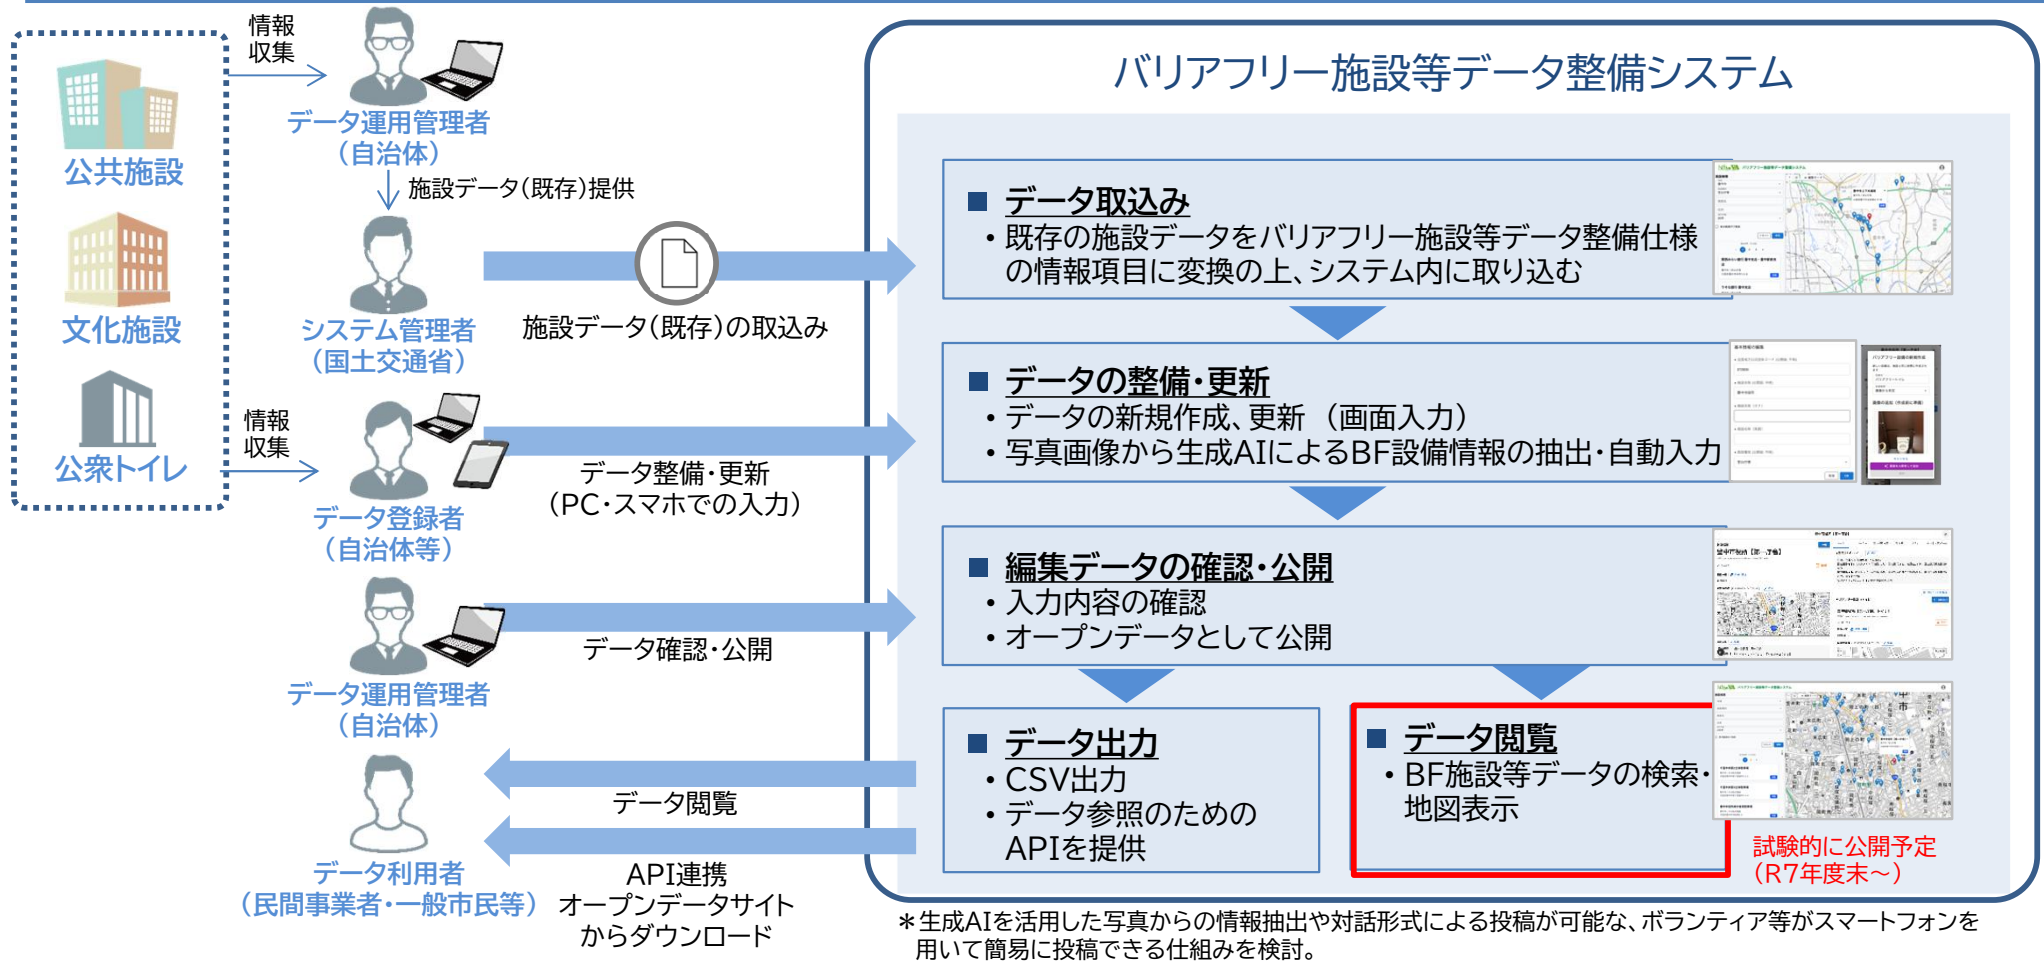 情報
収集
公共施設
文化施設
公衆トイレ
データ運用管理者
（自治体）
施設データ（既存）提供
システム管理者
（国土交通省）
施設データ（既存）の取込み
情報
収集
データ登録者
（自治体等）
データ整備・更新
（PC・スマホでの入力）
データ運用管理者
（自治体）
データ確認・公開
データ利用者
（民間事業者・一般市民等）
データ閲覧
API連携
オープンデータサイト
からダウンロード
バリアフリー施設等データ整備システム
■ データ取込み
・既存の施設データをバリアフリー施設等データ整備仕様
の情報項目に変換の上、システム内に取り込む
バリアフリー施設等データ整備システム
■ データの整備・更新
・データの新規作成、更新 （画面入力）
・写真画像から生成AIによるBF設備情報の抽出・自動入力
■ 編集データの確認・公開
・入力内容の確認
・オープンデータとして公開
■ データ出力
・CSV出力
・データ参照のための
APIを提供
■ データ閲覧
・BF施設等データの検索・
地図表示
試験的に公開予定
（R7年度末～）
＊生成AIを活用した写真からの情報抽出や対話形式による投稿が可能な、ボランティア等がスマートフォンを
用いて簡易に投稿できる仕組みを検討。